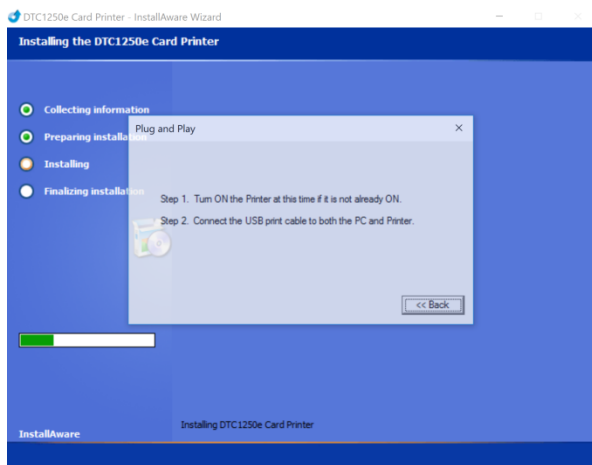 DTC1250e Card Printer - InstallAware Wizard
Installing the DTC1250e Card Printer
Collecting information
Preparing installation
Installing
Finalizing installation
Plug and Play
Step 1. Turn ON the Printer at this time if it is not already ON.
Step 2. Connect the USB print cable to both the PC and Printer.
<< Back
Installing DTC1250e Card Printer
InstallAware